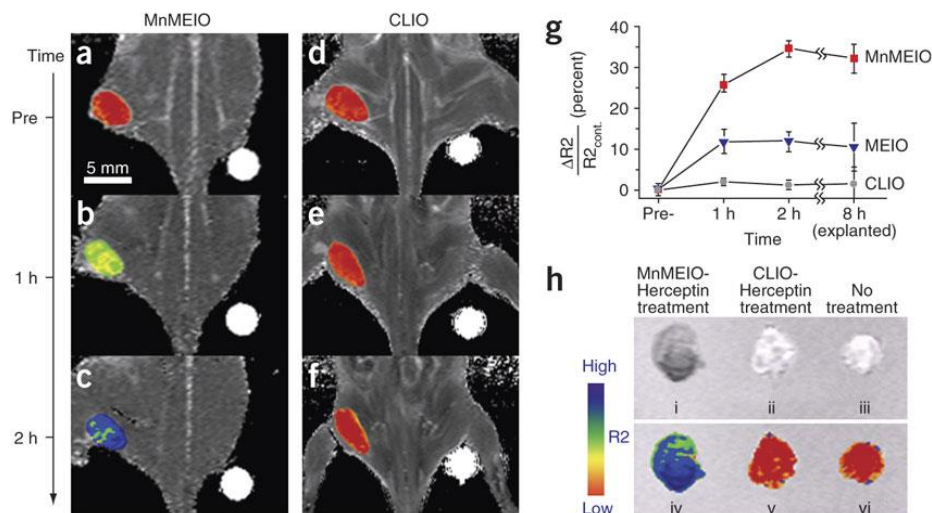 MnMEIO
CLIO
Time
Pre
1 h
2 h
a
b
c
5 mm
d
e
f
g
ΔR2
R2cont.
(percent)
40
30
20
10
0
MnMEIO
MEIO
CLIO
Pre-
1 h
2 h
8 h
(explanted)
Time
h
MnMEIO-
Herceptin
treatment
CLIO-
Herceptin
treatment
No
treatment
High
R2
Low
i
ii
iii
iv
v
vi